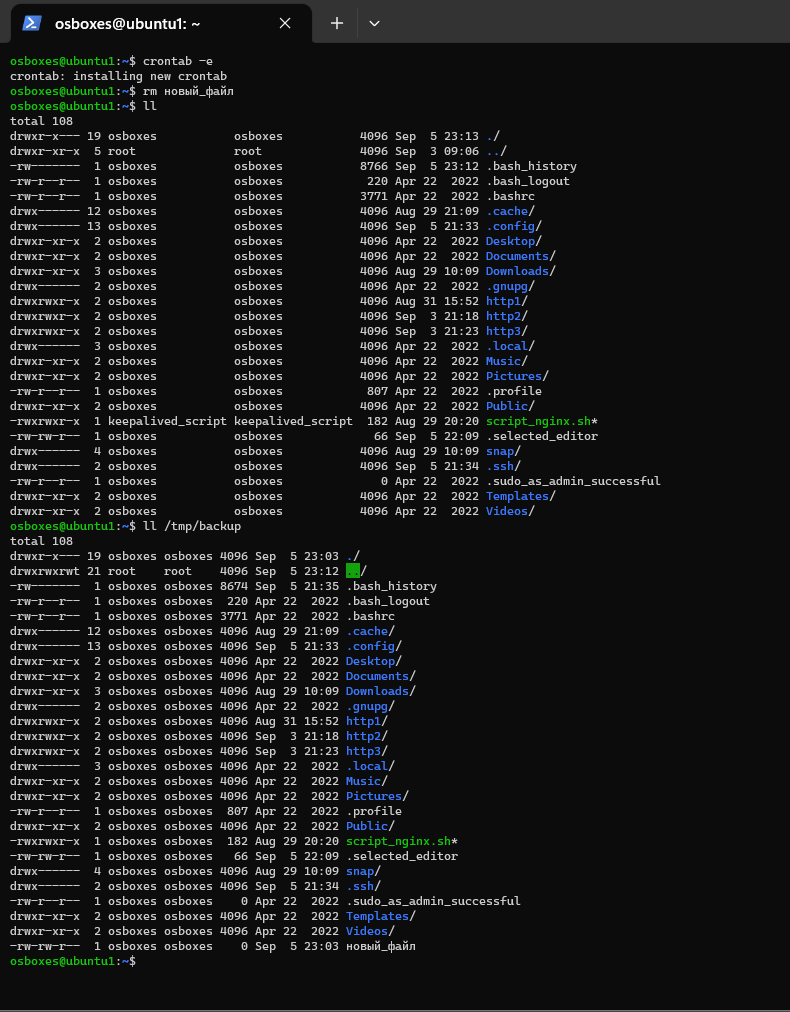 osboxes@ubuntu1: ~
osboxes@ubuntu1:~$ crontab -e
crontab: installing new crontab
osboxes@ubuntu1:~$ rm новый_файл
osboxes@ubuntu1:~$ ll
total 108
drwxr-x--- 19 osboxes           osboxes           4096 Sep  5 23:13 ./
drwxr-xr-x  5 root              root              4096 Sep  3 09:06 ../
-rw-------  1 osboxes           osboxes           8766 Sep  5 23:12 .bash_history
-rw-r--r--  1 osboxes           osboxes            220 Apr 22  2022 .bash_logout
-rw-r--r--  1 osboxes           osboxes           3771 Apr 22  2022 .bashrc
drwx------ 12 osboxes           osboxes           4096 Aug 29 21:09 .cache/
drwx------ 13 osboxes           osboxes           4096 Sep  5 21:33 .config/
drwxr-xr-x  2 osboxes           osboxes           4096 Apr 22  2022 Desktop/
drwxr-xr-x  2 osboxes           osboxes           4096 Apr 22  2022 Documents/
drwxr-xr-x  3 osboxes           osboxes           4096 Aug 29 10:09 Downloads/
drwx------  2 osboxes           osboxes           4096 Apr 22  2022 .gnupg/
drwxrwxr-x  2 osboxes           osboxes           4096 Aug 31 15:52 http1/
drwxrwxr-x  2 osboxes           osboxes           4096 Sep  3 21:18 http2/
drwxrwxr-x  2 osboxes           osboxes           4096 Sep  3 21:23 http3/
drwx------  3 osboxes           osboxes           4096 Apr 22  2022 .local/
drwxr-xr-x  2 osboxes           osboxes           4096 Apr 22  2022 Music/
drwxr-xr-x  2 osboxes           osboxes           4096 Apr 22  2022 Pictures/
-rw-r--r--  1 osboxes           osboxes            807 Apr 22  2022 .profile
drwxr-xr-x  2 osboxes           osboxes           4096 Apr 22  2022 Public/
-rwxrwxr-x  1 keepalived_script keepalived_script  182 Aug 29 20:20 script_nginx.sh*
-rw-rw-r--  1 osboxes           osboxes             66 Sep  5 22:09 .selected_editor
drwx------  4 osboxes           osboxes           4096 Aug 29 10:09 snap/
drwx------  2 osboxes           osboxes           4096 Sep  5 21:34 .ssh/
-rw-r--r--  1 osboxes           osboxes              0 Apr 22  2022 .sudo_as_admin_successful
drwxr-xr-x  2 osboxes           osboxes           4096 Apr 22  2022 Templates/
drwxr-xr-x  2 osboxes           osboxes           4096 Apr 22  2022 Videos/
osboxes@ubuntu1:~$ ll /tmp/backup
total 108
drwxr-x--- 19 osboxes osboxes 4096 Sep  5 23:03 ./
drwxrwxrwt 21 root    root    4096 Sep  5 23:12 ../
-rw-------  1 osboxes osboxes 8674 Sep  5 21:35 .bash_history
-rw-r--r--  1 osboxes osboxes  220 Apr 22  2022 .bash_logout
-rw-r--r--  1 osboxes osboxes 3771 Apr 22  2022 .bashrc
drwx------ 12 osboxes osboxes 4096 Aug 29 21:09 .cache/
drwx------ 13 osboxes osboxes 4096 Sep  5 21:33 .config/
drwxr-xr-x  2 osboxes osboxes 4096 Apr 22  2022 Desktop/
drwxr-xr-x  2 osboxes osboxes 4096 Apr 22  2022 Documents/
drwxr-xr-x  3 osboxes osboxes 4096 Aug 29 10:09 Downloads/
drwx------  2 osboxes osboxes 4096 Apr 22  2022 .gnupg/
drwxrwxr-x  2 osboxes osboxes 4096 Aug 31 15:52 http1/
drwxrwxr-x  2 osboxes osboxes 4096 Sep  3 21:18 http2/
drwxrwxr-x  2 osboxes osboxes 4096 Sep  3 21:23 http3/
drwx------  3 osboxes osboxes 4096 Apr 22  2022 .local/
drwxr-xr-x  2 osboxes osboxes 4096 Apr 22  2022 Music/
drwxr-xr-x  2 osboxes osboxes 4096 Apr 22  2022 Pictures/
-rw-r--r--  1 osboxes osboxes  807 Apr 22  2022 .profile
drwxr-xr-x  2 osboxes osboxes 4096 Apr 22  2022 Public/
-rwxrwxr-x  1 osboxes osboxes  182 Aug 29 20:20 script_nginx.sh*
-rw-rw-r--  1 osboxes osboxes   66 Sep  5 22:09 .selected_editor
drwx------  4 osboxes osboxes 4096 Aug 29 10:09 snap/
drwx------  2 osboxes osboxes 4096 Sep  5 21:34 .ssh/
-rw-r--r--  1 osboxes osboxes    0 Apr 22  2022 .sudo_as_admin_successful
drwxr-xr-x  2 osboxes osboxes 4096 Apr 22  2022 Templates/
drwxr-xr-x  2 osboxes osboxes 4096 Apr 22  2022 Videos/
-rw-rw-r--  1 osboxes osboxes    0 Sep  5 23:03 новый_файл
osboxes@ubuntu1:~$